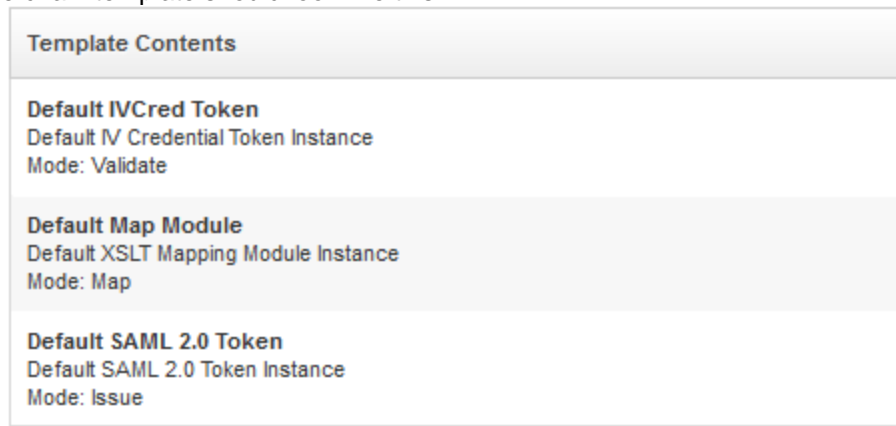 Template Contents
Default IVCred Token
Default IV Credential Token Instance
Mode: Validate
Default Map Module
Default XSLT Mapping Module Instance
Mode: Map
Default SAML 2.0 Token
Default SAML 2.0 Token Instance
Mode: Issue